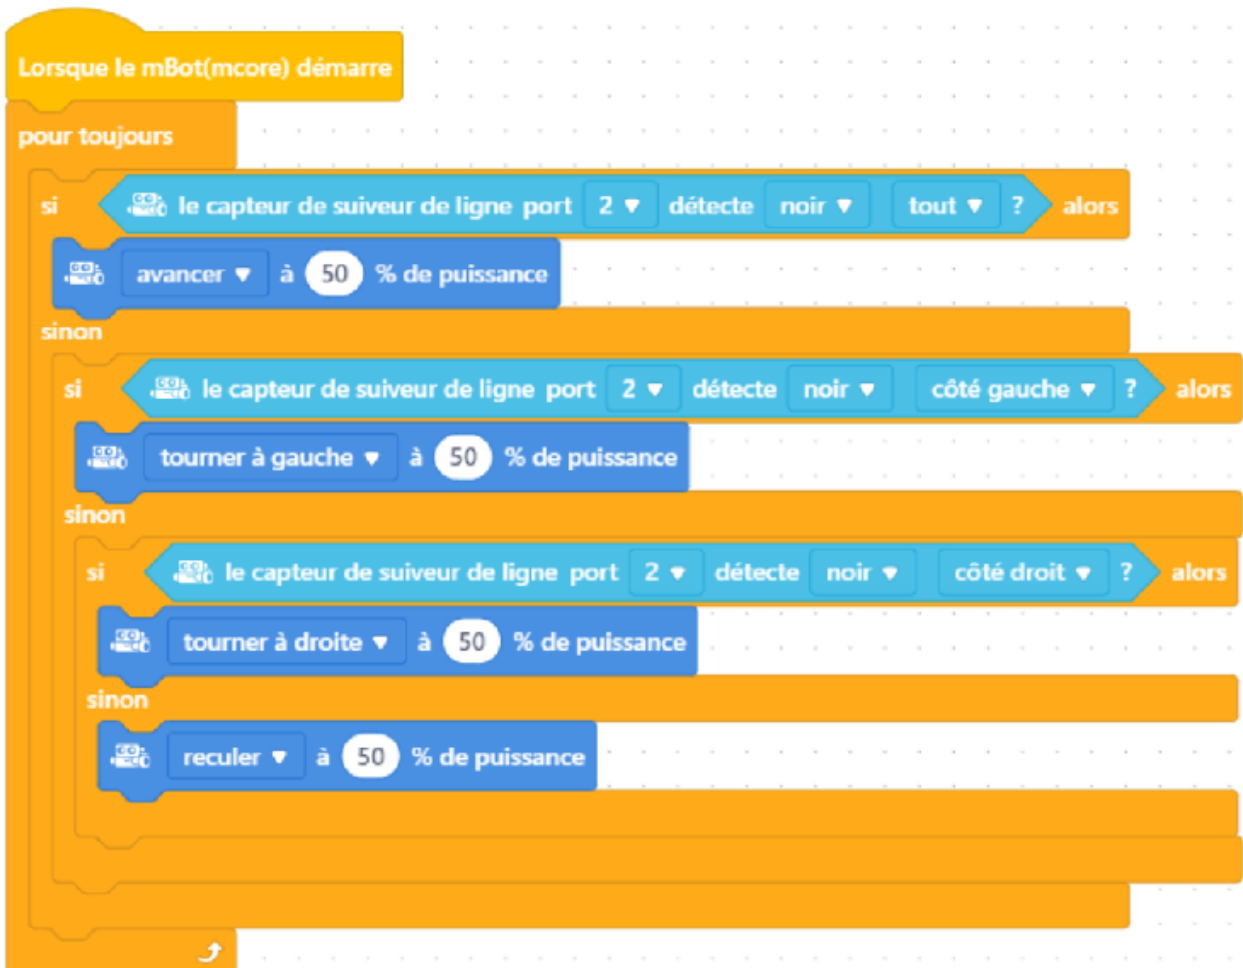 Lorsque le mBot(mcore) démarre
pour toujours
si le capteur de suiveur de ligne port 2 détecte noir tout ? alors
avancer à 50 % de puissance
sinon
si le capteur de suiveur de ligne port 2 détecte noir côté gauche ? alors
tourner à gauche à 50 % de puissance
sinon
si le capteur de suiveur de ligne port 2 détecte noir côté droit ? alors
tourner à droite à 50 % de puissance
sinon
reculer à 50 % de puissance